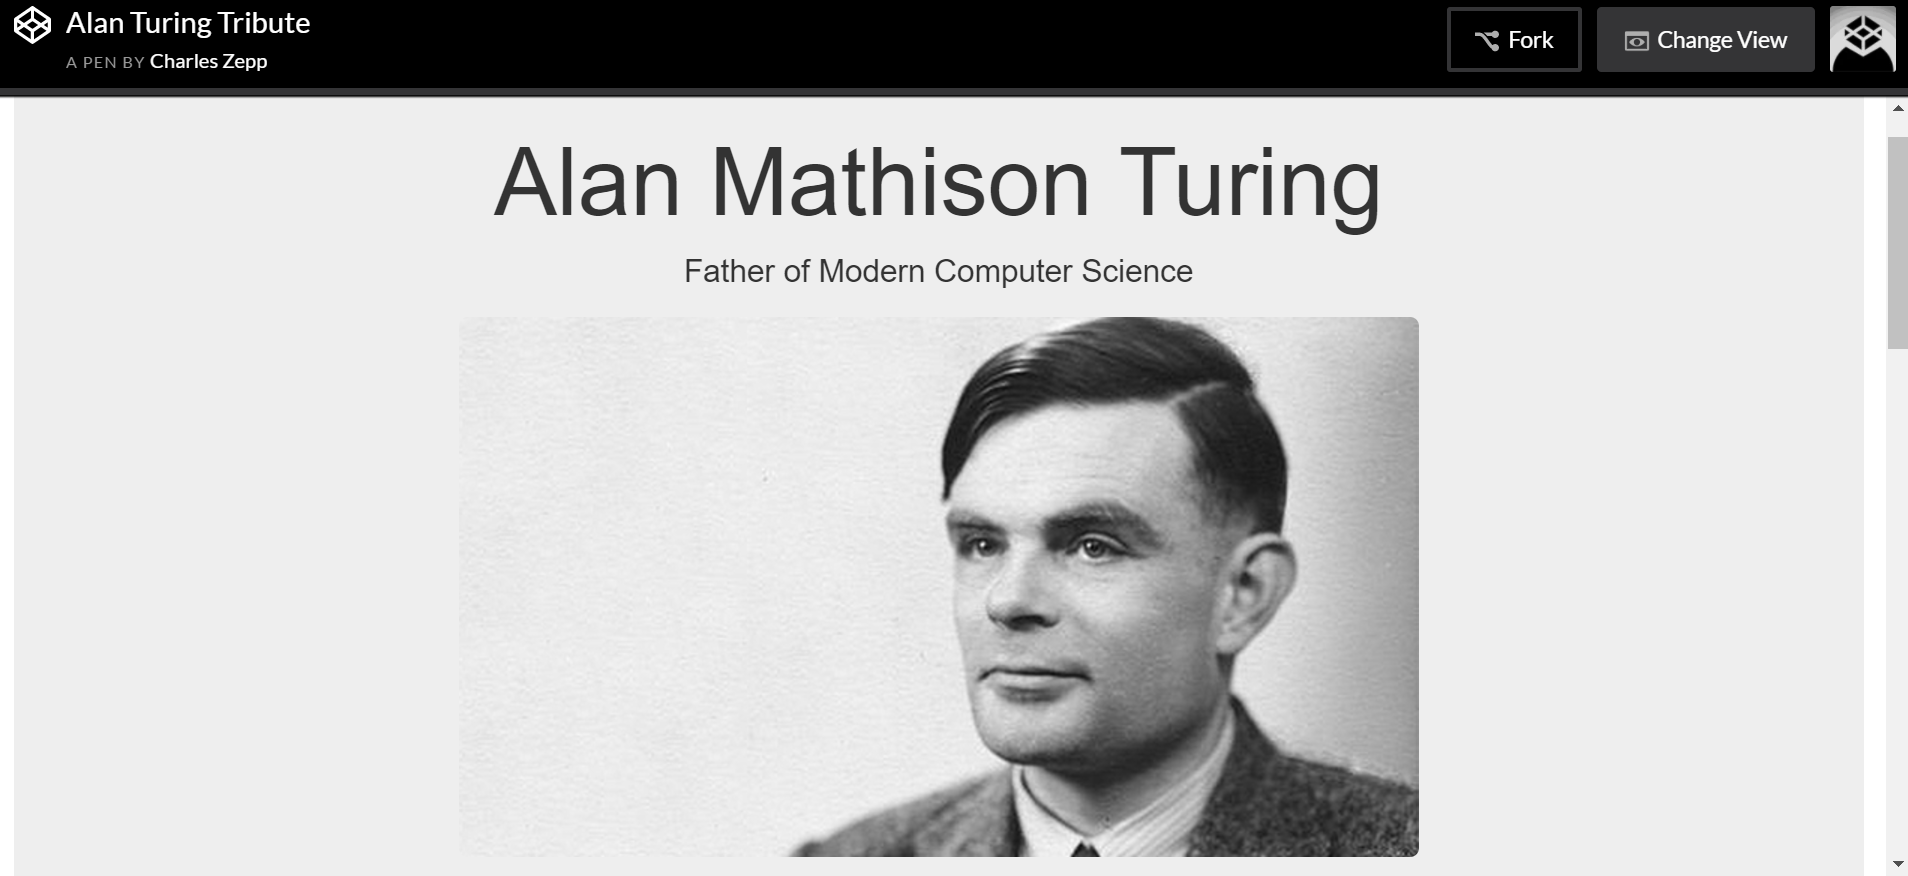 Alan Turing Tribute
A PEN BY Charles Zepp
Fork
Change View
Alan Mathison Turing
Father of Modern Computer Science